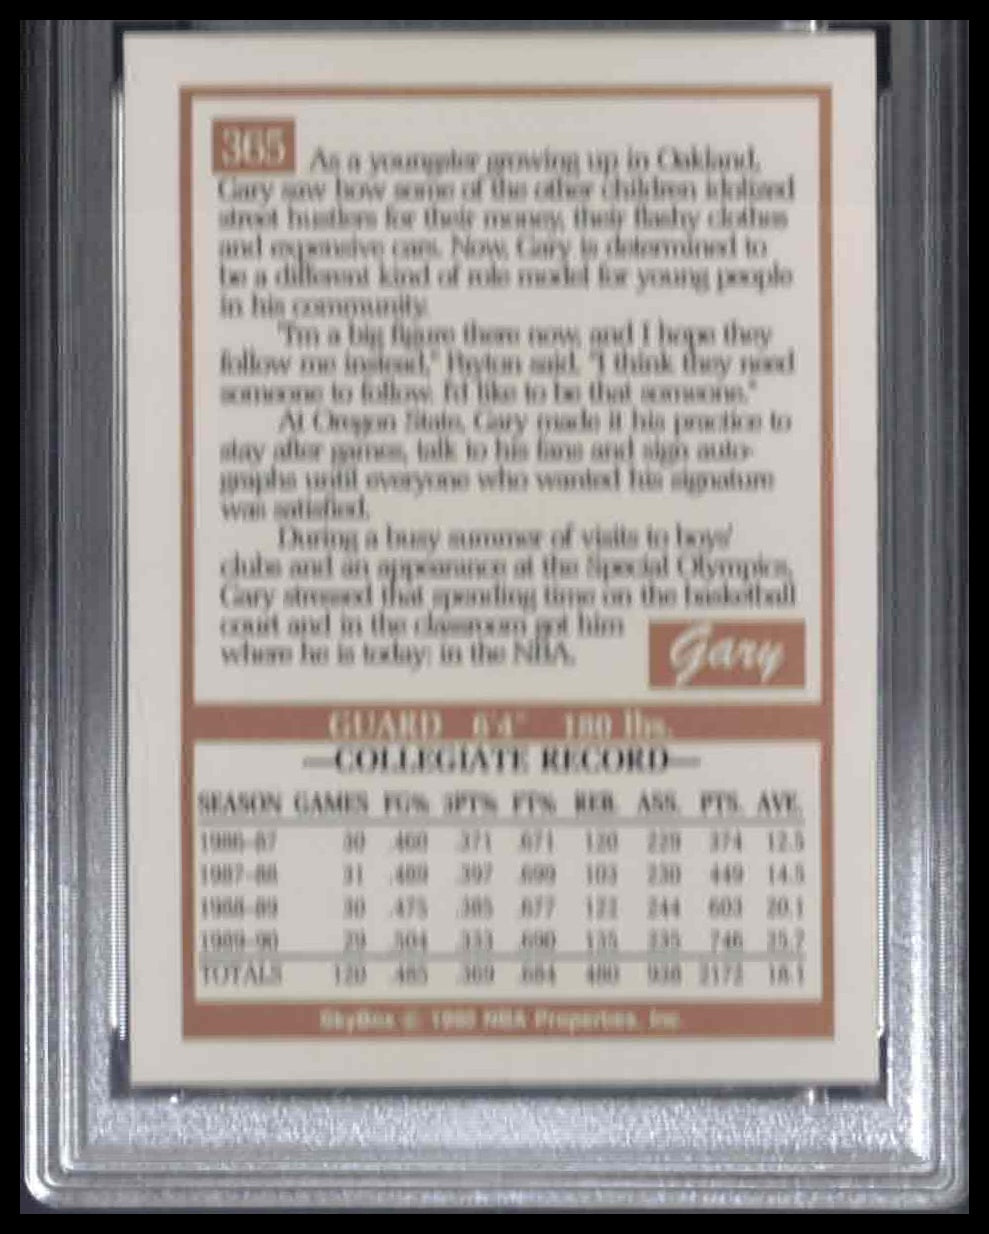 365
As a youngster growing up in Oakland,
Gary saw how some of the other children idolized
street hustlers for their money, their flashy clothes
and expensive cars. Now, Gary is determined to
be a different kind of role model for young people
in his community.
"I'm a big figure there now, and I hope they
follow me instead," Payton said. "I think they need
someone to follow. I'd like to be that someone."
At Oregon State, Gary made it his practice to
stay after games, talk to his fans and sign auto-
graphs until everyone who wanted his signature
was satisfied.
During a busy summer of visits to boys'
clubs and an appearance at the Special Olympics,
Gary stressed that spending time on the basketball
court and in the classroom got him
where he is today: in the NBA.
Gary
GUARD 6'4" 180 lbs.
COLLEGIATE RECORD
SEASON GAMES FG% 3PT% FT% REB. ASS. PTS. AVE.
1986-87 30 .460 .371 .671 120 229 374 12.5
1987-88 31 .489 .397 .699 103 230 449 14.5
1988-89 30 .475 .385 .677 122 244 603 20.1
1989-90 29 .504 .333 .690 135 235 746 25.7
TOTALS 120 .485 .369 .684 480 938 2172 18.1
SkyBox © 1990 NBA Properties, Inc.